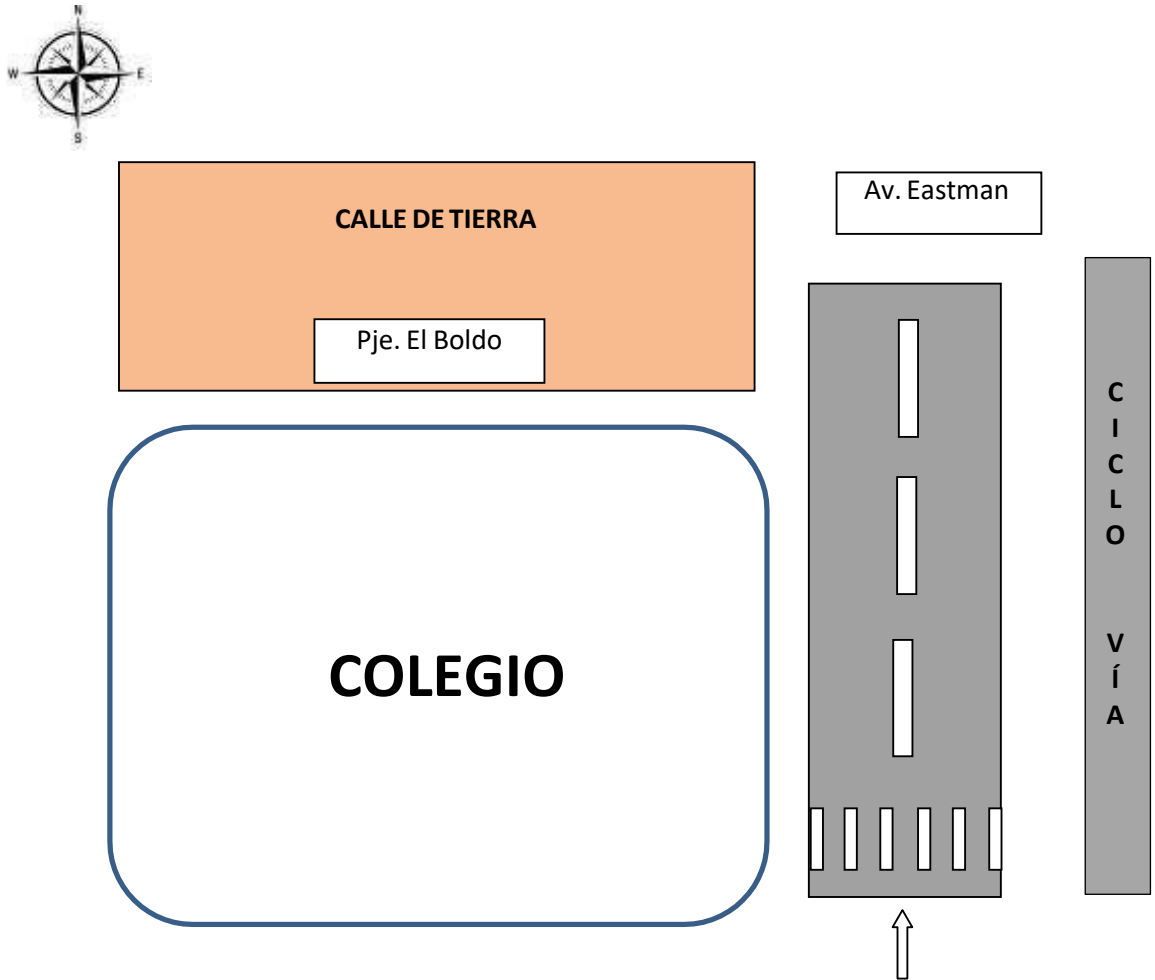 N
W E
S
CALLE DE TIERRA
Av. Eastman
Pje. El Boldo
COLEGIO
C
I
C
L
O
V
Í
A